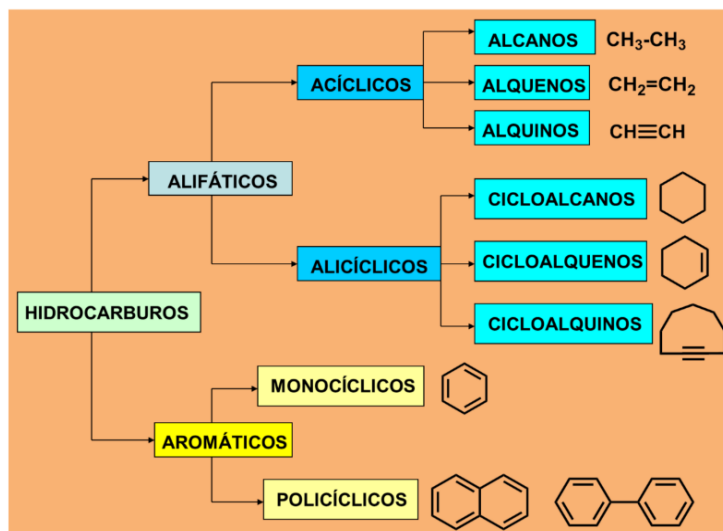 ALCANOS CH₃-CH₃
ACÍCLICOS
ALQUENOS CH₂=CH₂
ALQUINOS CH≡CH
ALIFÁTICOS
CICLOALCANOS
ALICÍCLICOS
CICLOALQUENOS
HIDROCARBUROS
CICLOALQUINOS
MONOCÍCLICOS
AROMÁTICOS
POLICÍCLICOS